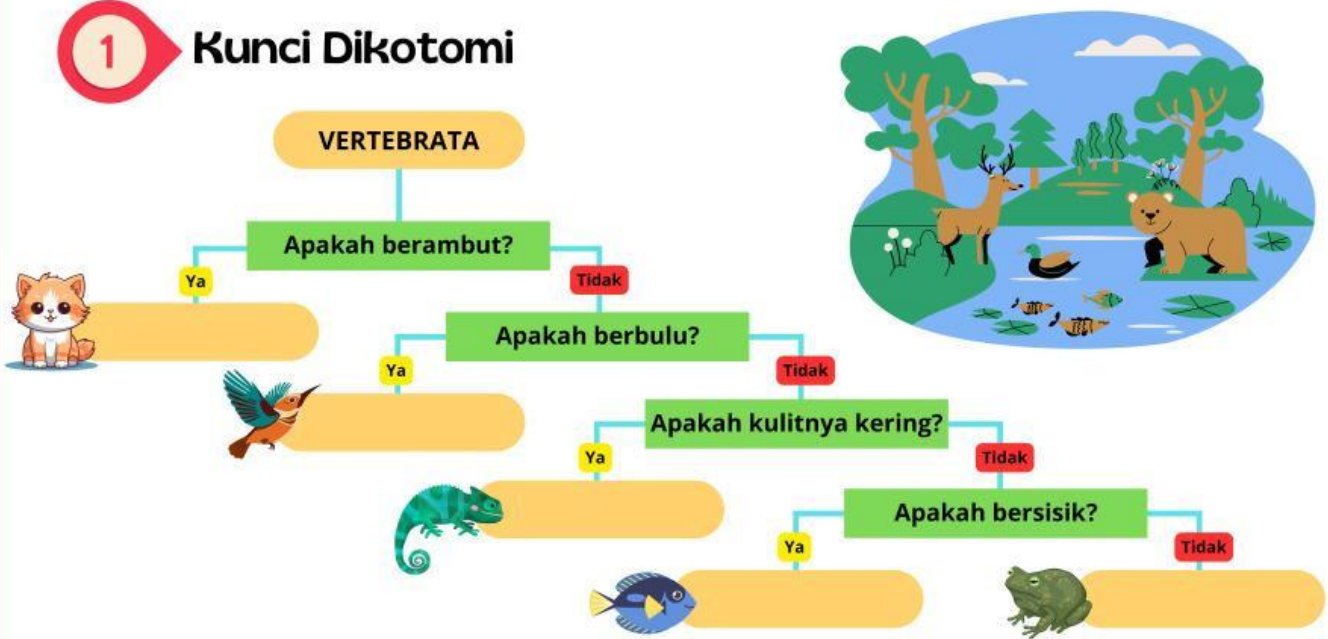 1
Kunci Dikotomi
VERTEBRATA
Apakah berambut?
Ya
Tidak
Apakah berbulu?
Ya
Tidak
Apakah kulitnya kering?
Ya
Tidak
Apakah bersisik?
Ya
Tidak